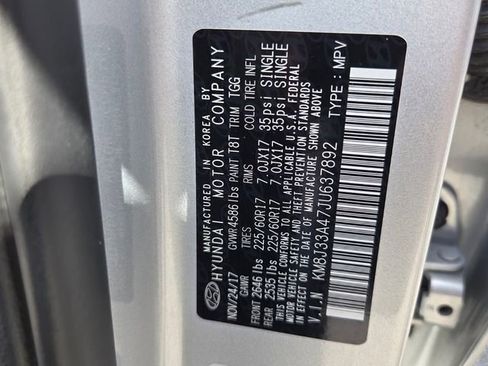 MANUFACTURED IN KOREA BY
HYUNDAI MOTOR COMPANY
NOV/24/17 GVWR 4586 lbs PAINT T8T TRIM TGG
GAWR TIRES RIMS COLD TIRE INFL
FRONT 2646 lbs 225/60R17 7.0JX17 35psi SINGLE
REAR 2535 lbs 225/60R17 7.0JX17 35psi SINGLE
THIS VEHICLE CONFORMS TO ALL APPLICABLE U.S.A. FEDERAL
MOTOR VEHICLE SAFETY, BUMPER, AND THEFT PREVENTION STANDARDS
IN EFFECT ON THE DATE OF MANUFACTURE SHOWN ABOVE
V.I.N KM8J33A47JU637892 TYPE: MPV